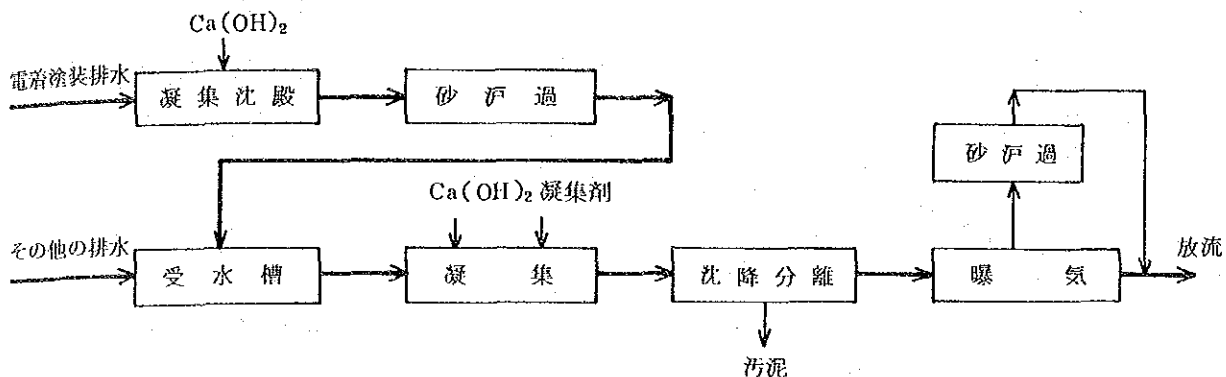 Ca(OH)₂
電着塗装排水
凝集沈殿
砂沪過
砂沪過
Ca(OH)₂凝集剤
その他の排水
受水槽
凝集
沈降分離
曝気
放流
汚泥